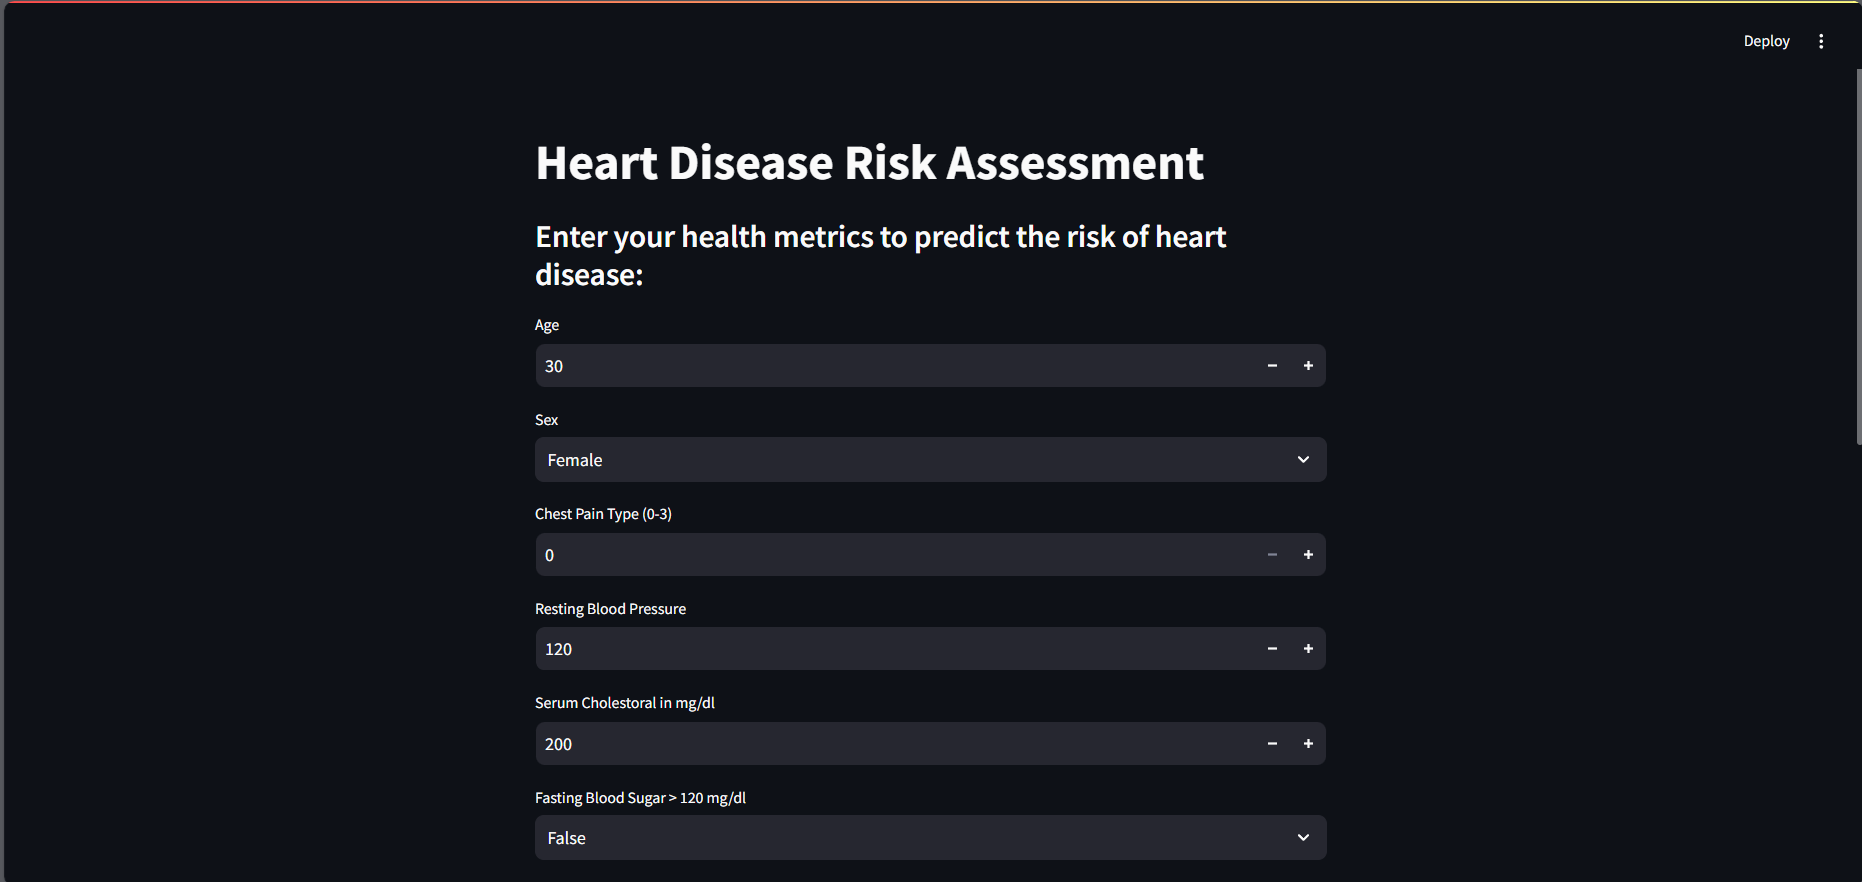 Deploy
Heart Disease Risk Assessment
Enter your health metrics to predict the risk of heart
disease:
Age
30
Sex
Female
Chest Pain Type (0-3)
0
Resting Blood Pressure
120
Serum Cholestoral in mg/dl
200
Fasting Blood Sugar > 120 mg/dl
False